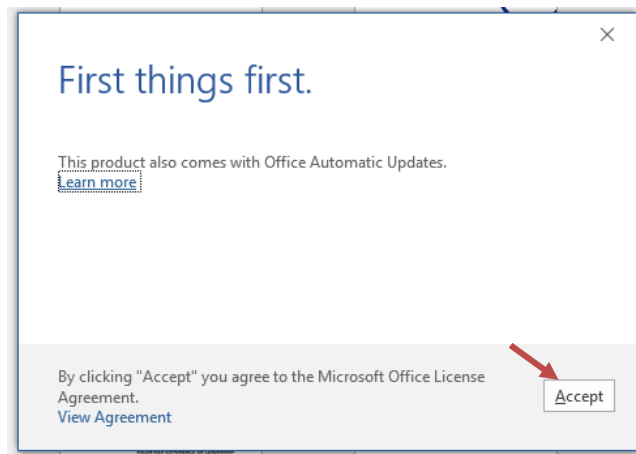 First things first.
This product also comes with Office Automatic Updates.
Learn more
By clicking "Accept" you agree to the Microsoft Office License
Agreement.
View Agreement
Accept